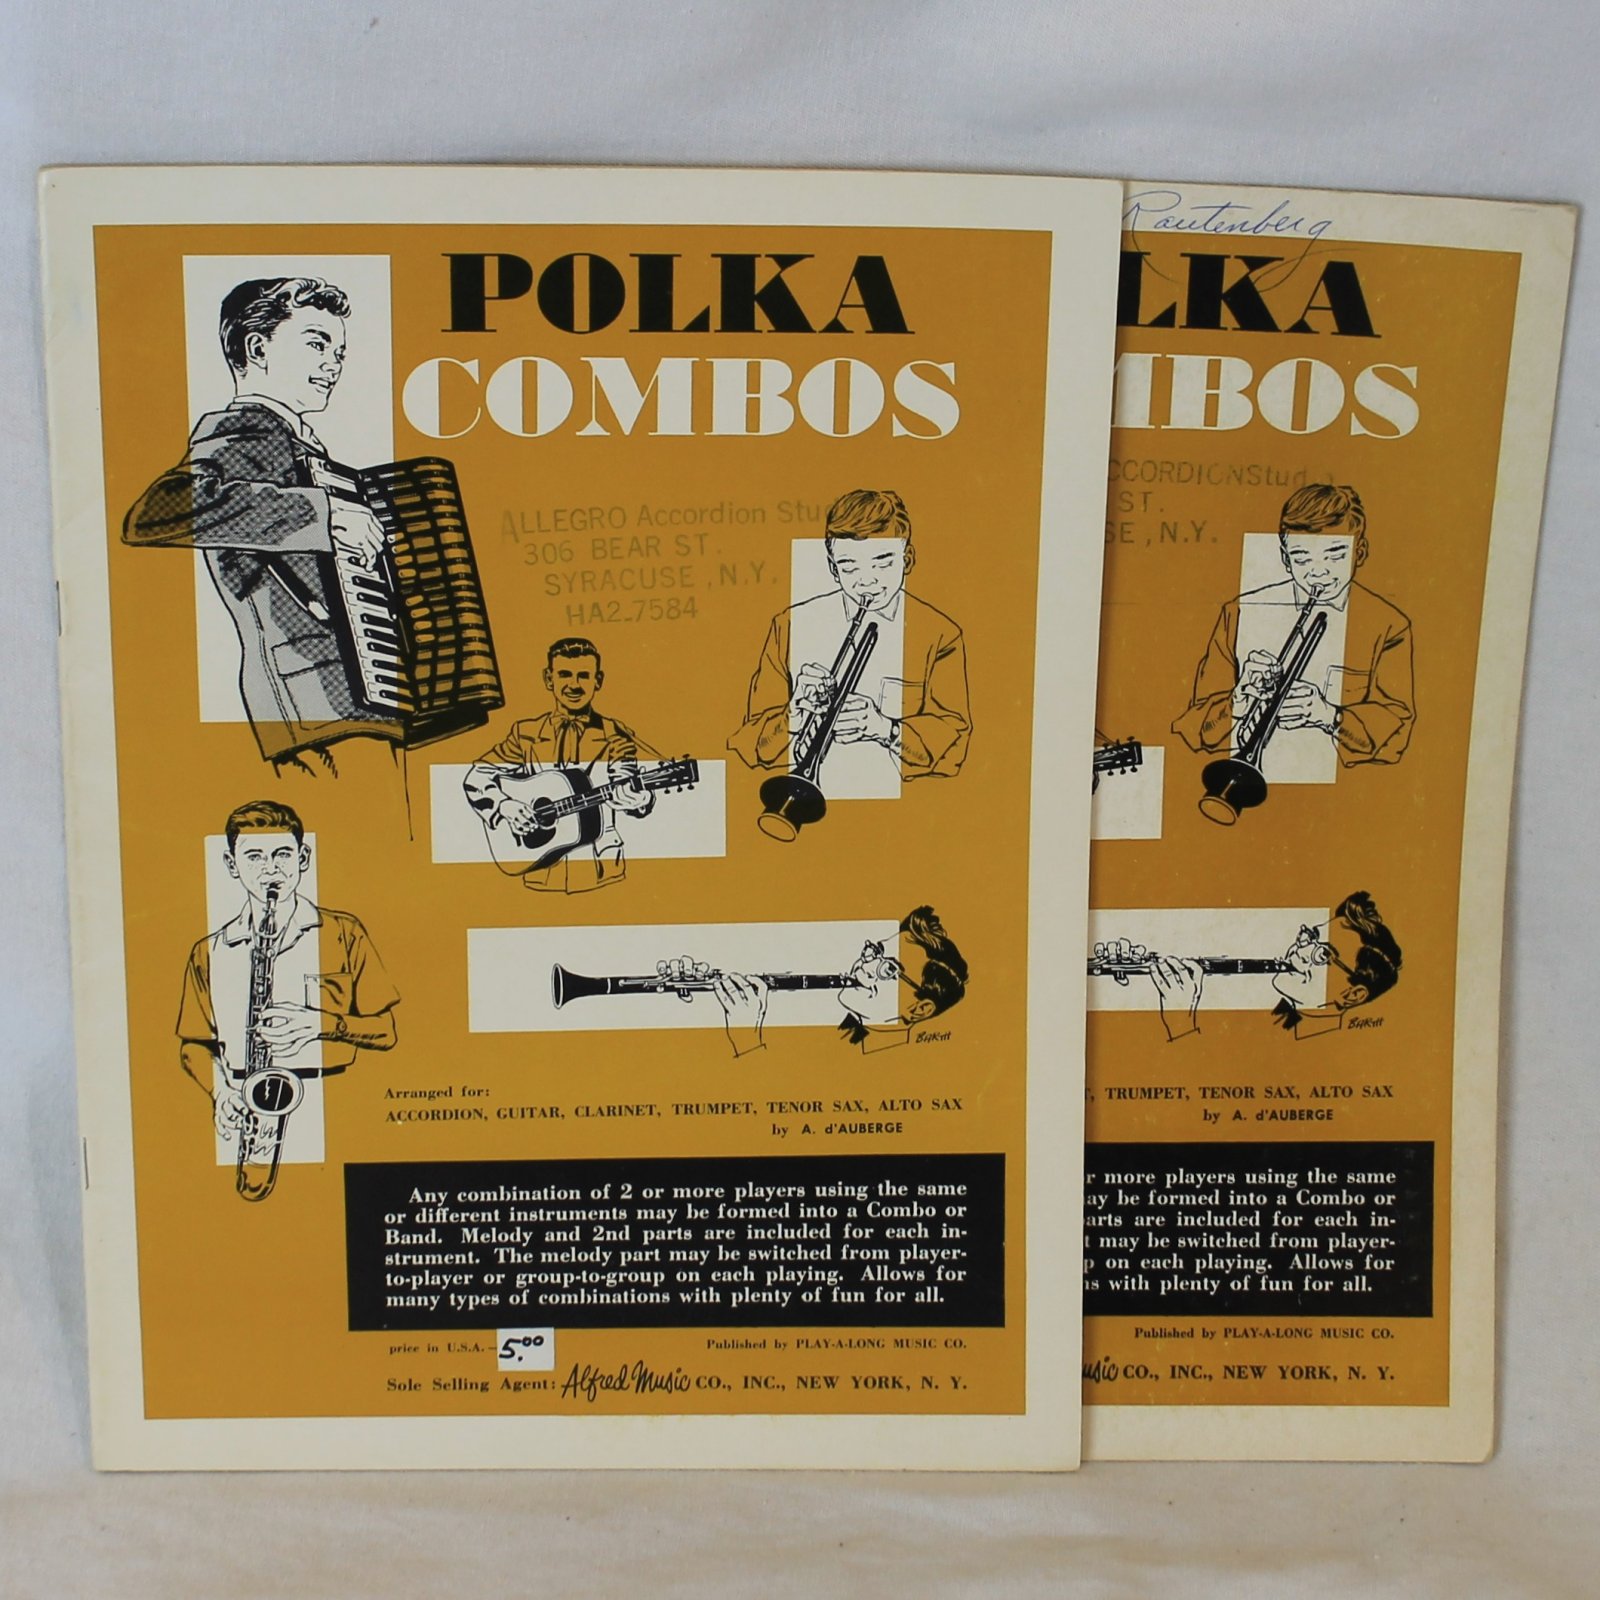 POLKA
COMBOS
ALLEGRO Accordion Stud
306 BEAR ST.
SYRACUSE, N.Y.
HA2-7584
BARTH
Arranged for:
ACCORDION, GUITAR, CLARINET, TRUMPET, TENOR SAX, ALTO SAX
by A. d'AUBERGE
Any combination of 2 or more players using the same
or different instruments may be formed into a Combo or
Band. Melody and 2nd parts are included for each in-
strument. The melody part may be switched from player-
to-player or group-to-group on each playing. Allows for
many types of combinations with plenty of fun for all.
price in U.S.A. - 5.00
Published by PLAY-A-LONG MUSIC CO.
Sole Selling Agent: Alfred Music CO., INC., NEW YORK, N. Y.
Rautenberg
LKA
MBOS
CCORDIONStud
ST.
SE, N.Y.
BARTH
T, TRUMPET, TENOR SAX, ALTO SAX
by A. d'AUBERGE
r more players using the same
ay be formed into a Combo or
arts are included for each in-
t may be switched from player-
p on each playing. Allows for
ns with plenty of fun for all.
Published by PLAY-A-LONG MUSIC CO.
usic CO., INC., NEW YORK, N. Y.